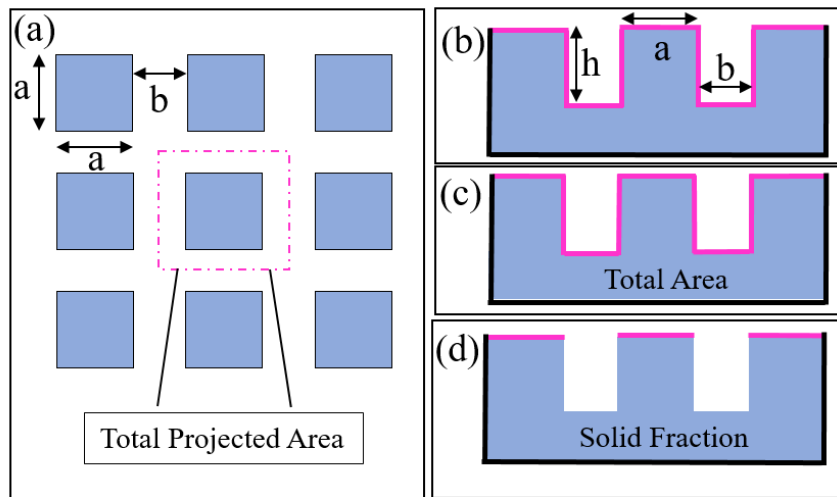 (a)
a
b
a
Total Projected Area
(b)
h
a
b
(c)
Total Area
(d)
Solid Fraction